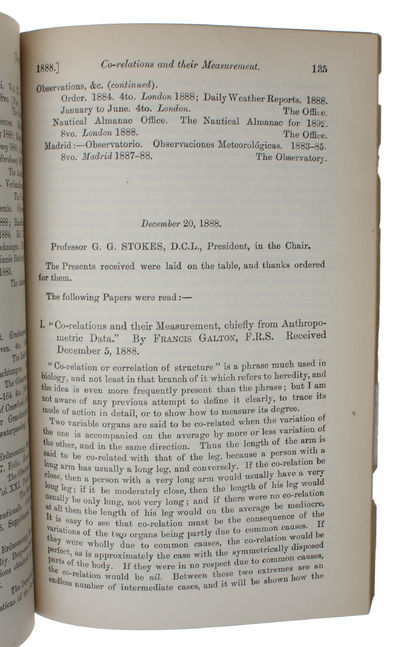 1888.] Co-relations and their Measurement. 135
Observations, &c. (continued).
Order. 1884. 4to. London 1888; Daily Weather Reports. 1888.
January to June. 4to. London. The Office.
Nautical Almanac Office. The Nautical Almanac for 1892.
8vo. London 1888. The Office.
Madrid:—Observatorio. Observaciones Meteorológicas. 1883-85.
8vo. Madrid 1887-88. The Observatory.
December 20, 1888.
Professor G. G. STOKES, D.C.L., President, in the Chair.
The Presents received were laid on the table, and thanks ordered
for them.
The following Papers were read:—
I. "Co-relations and their Measurement, chiefly from Anthropo-
metric Data." By FRANCIS GALTON, F.R.S. Received
December 5, 1888.
"Co-relation or correlation of structure" is a phrase much used in
biology, and not least in that branch of it which refers to heredity, and
the idea is even more frequently present than the phrase; but I am
not aware of any previous attempt to define it clearly, to trace its
mode of action in detail, or to show how to measure its degree.
Two variable organs are said to be co-related when the variation of
the one is accompanied on the average by more or less variation of
the other, and in the same direction. Thus the length of the arm is
said to be co-related with that of the leg, because a person with a
long arm has usually a long leg, and conversely. If the co-relation be
close, then a person with a very long arm would usually have a very
long leg; if it be moderately close, then the length of his leg would
usually be only long, not very long; and if there were no co-relation
at all then the length of his leg would on the average be mediocre.
It is easy to see that co-relation must be the consequence of the
variations of the two organs being partly due to common causes. If
they were wholly due to common causes, the co-relation would be
perfect, as is approximately the case with the symmetrically disposed
parts of the body. If they were in no respect due to common causes,
the co-relation would be nil. Between these two extremes are an
endless number of intermediate cases, and it will be shown how the